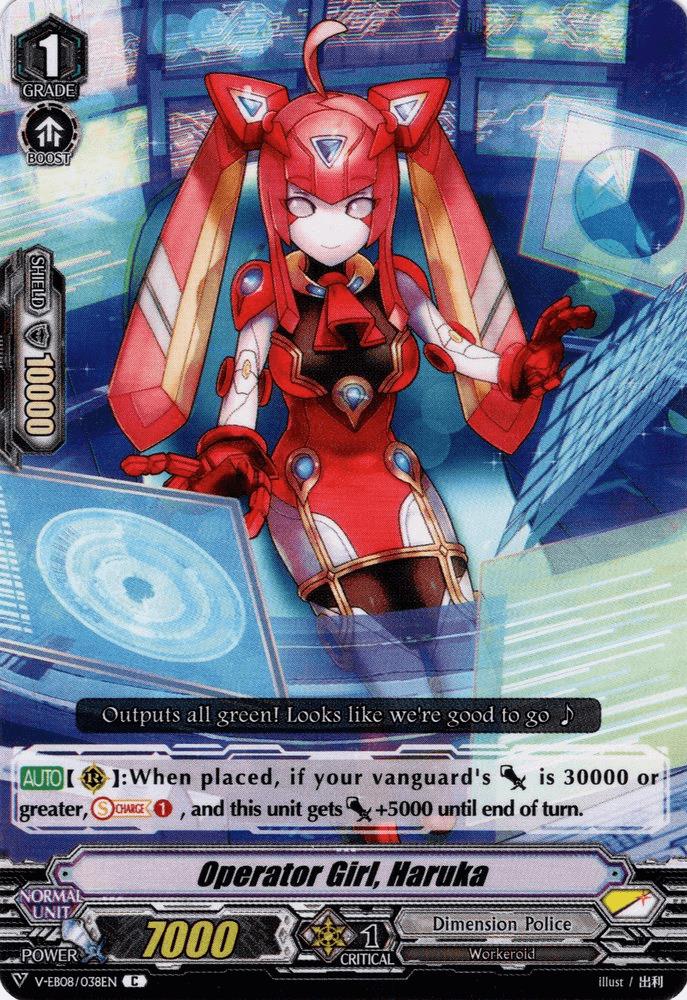 1
GRADE
BOOST
SHIELD
10000
Outputs all green! Looks like we're good to go ♪
AUTO【 R 】:When placed, if your vanguard's is 30000 or
greater, S CHARGE 1 , and this unit gets +5000 until end of turn.
Operator Girl, Haruka
NORMAL
UNIT
POWER
7000
1
CRITICAL
Dimension Police
Workeroid
V V-EB08/038EN C
illust / 出利